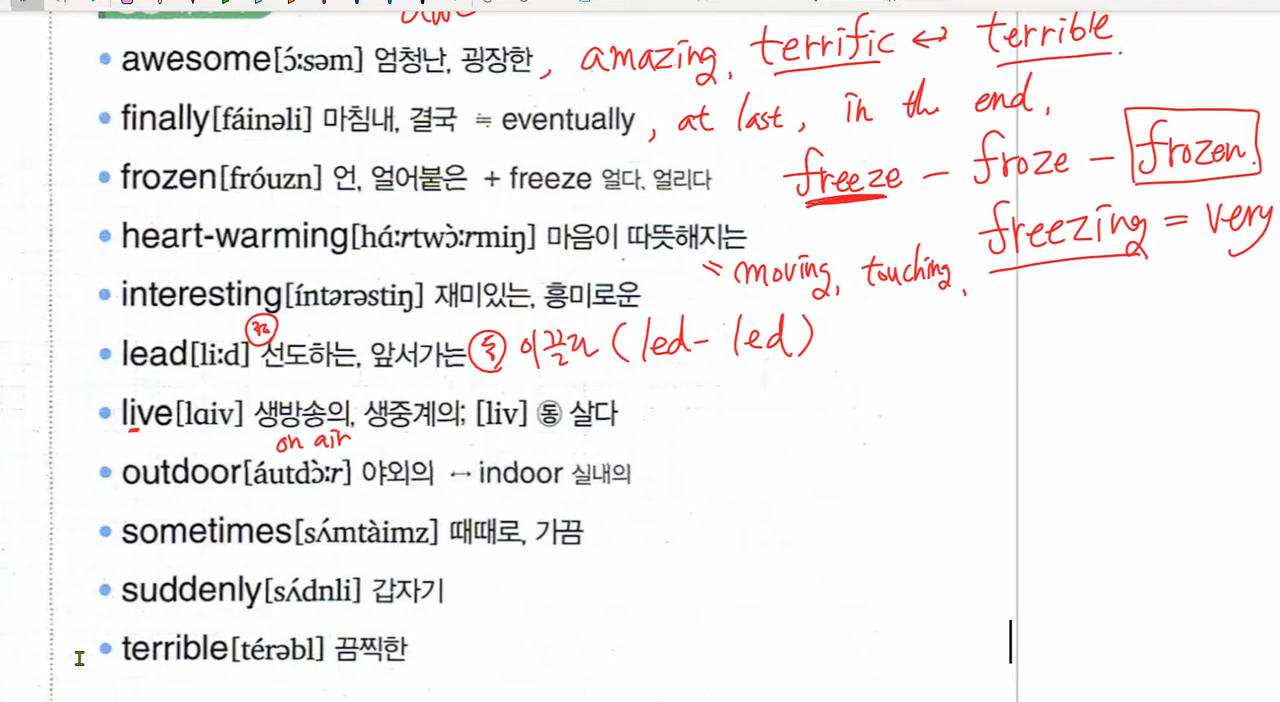 awesome[ɔ́ːsəm] 엄청난, 굉장한, amazing, terrific ↔ terrible.
finally[fáinəli] 마침내, 결국 ≒ eventually, at last, in the end,
frozen[fróuzn] 언, 얼어붙은 + freeze 얼다, 얼리다 freeze - froze - frozen.
heart-warming[hɑ́ːrtwɔ̀ːrmiŋ] 마음이 따뜻해지는 freezing = very
= moving, touching,
interesting[íntərəstiŋ] 재미있는, 흥미로운
lead[liːd] 선도하는, 앞서가는 동 이끌다 (led - led)
live[laiv] 생방송의, 생중계의; [liv] 동 살다
on air
outdoor[áutdɔ̀ːr] 야외의 ↔ indoor 실내의
sometimes[sʌ́mtàimz] 때때로, 가끔
suddenly[sʌ́dnli] 갑자기
terrible[térəbl] 끔찍한